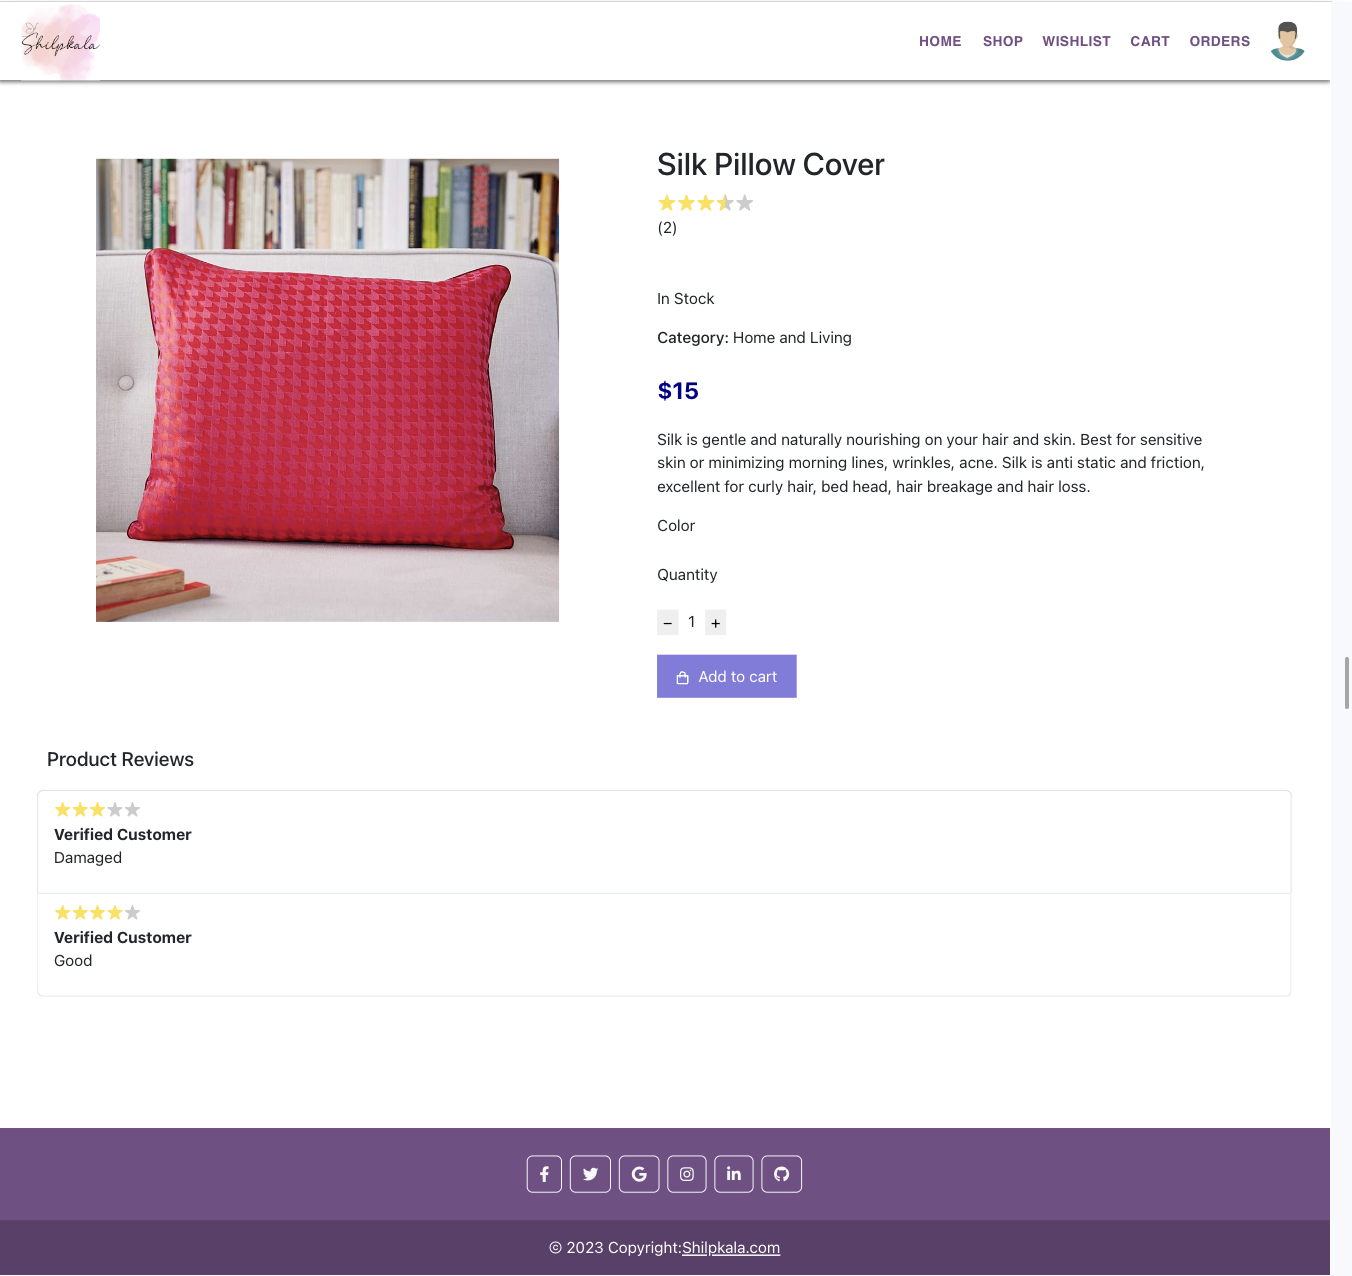 Shilpkala
HOME SHOP WISHLIST CART ORDERS
Silk Pillow Cover
(2)
In Stock
Category: Home and Living
$15
Silk is gentle and naturally nourishing on your hair and skin. Best for sensitive
skin or minimizing morning lines, wrinkles, acne. Silk is anti static and friction,
excellent for curly hair, bed head, hair breakage and hair loss.
Color
Quantity
− 1 +
Add to cart
Product Reviews
Verified Customer
Damaged
Verified Customer
Good
© 2023 Copyright:Shilpkala.com